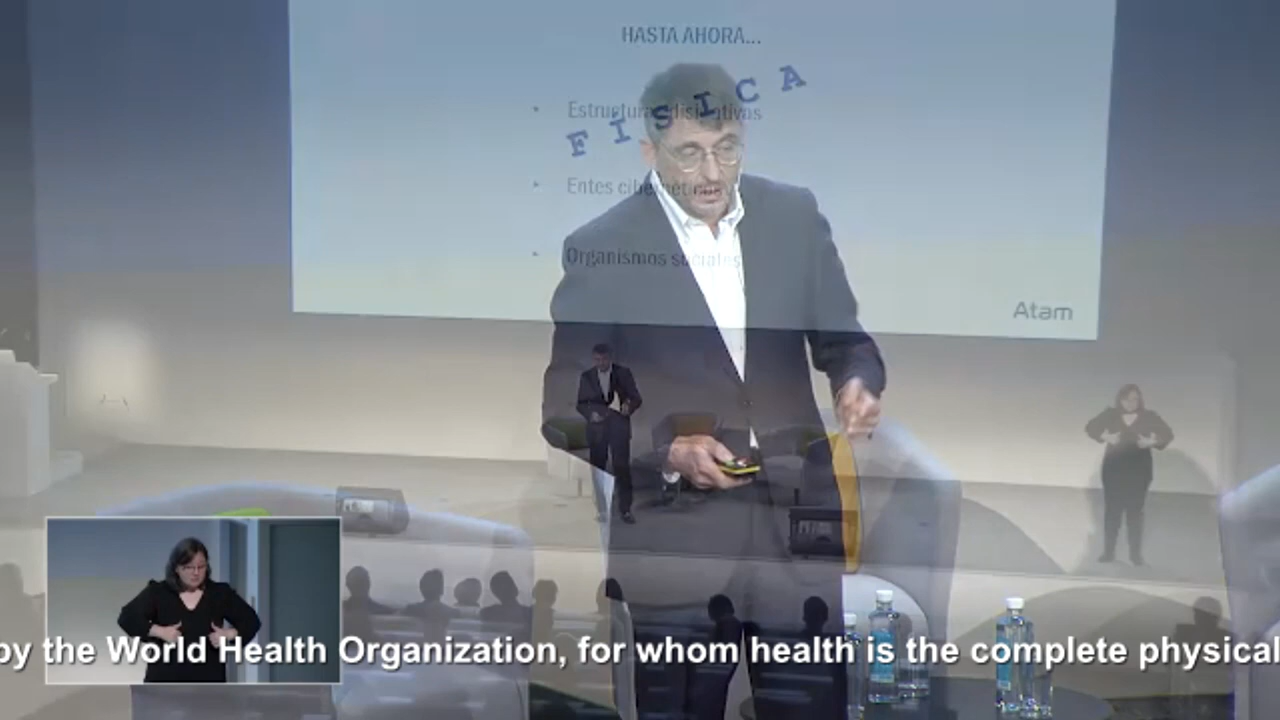 HASTA AHORA...
FÍSICA
• Estructuras disipativas
• Entes cibernéticos
• Organismos sociales
Atam
by the World Health Organization, for whom health is the complete physical